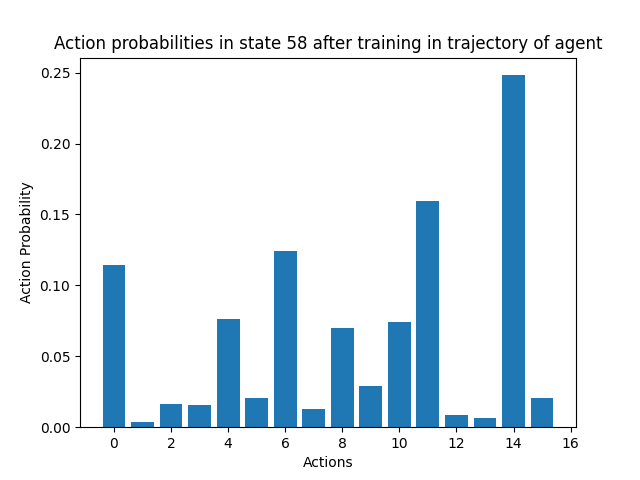 Action probabilities in state 58 after training in trajectory of agent
0.25
0.20
0.15
0.10
0.05
0.00
Action Probability
0 2 4 6 8 10 12 14 16
Actions